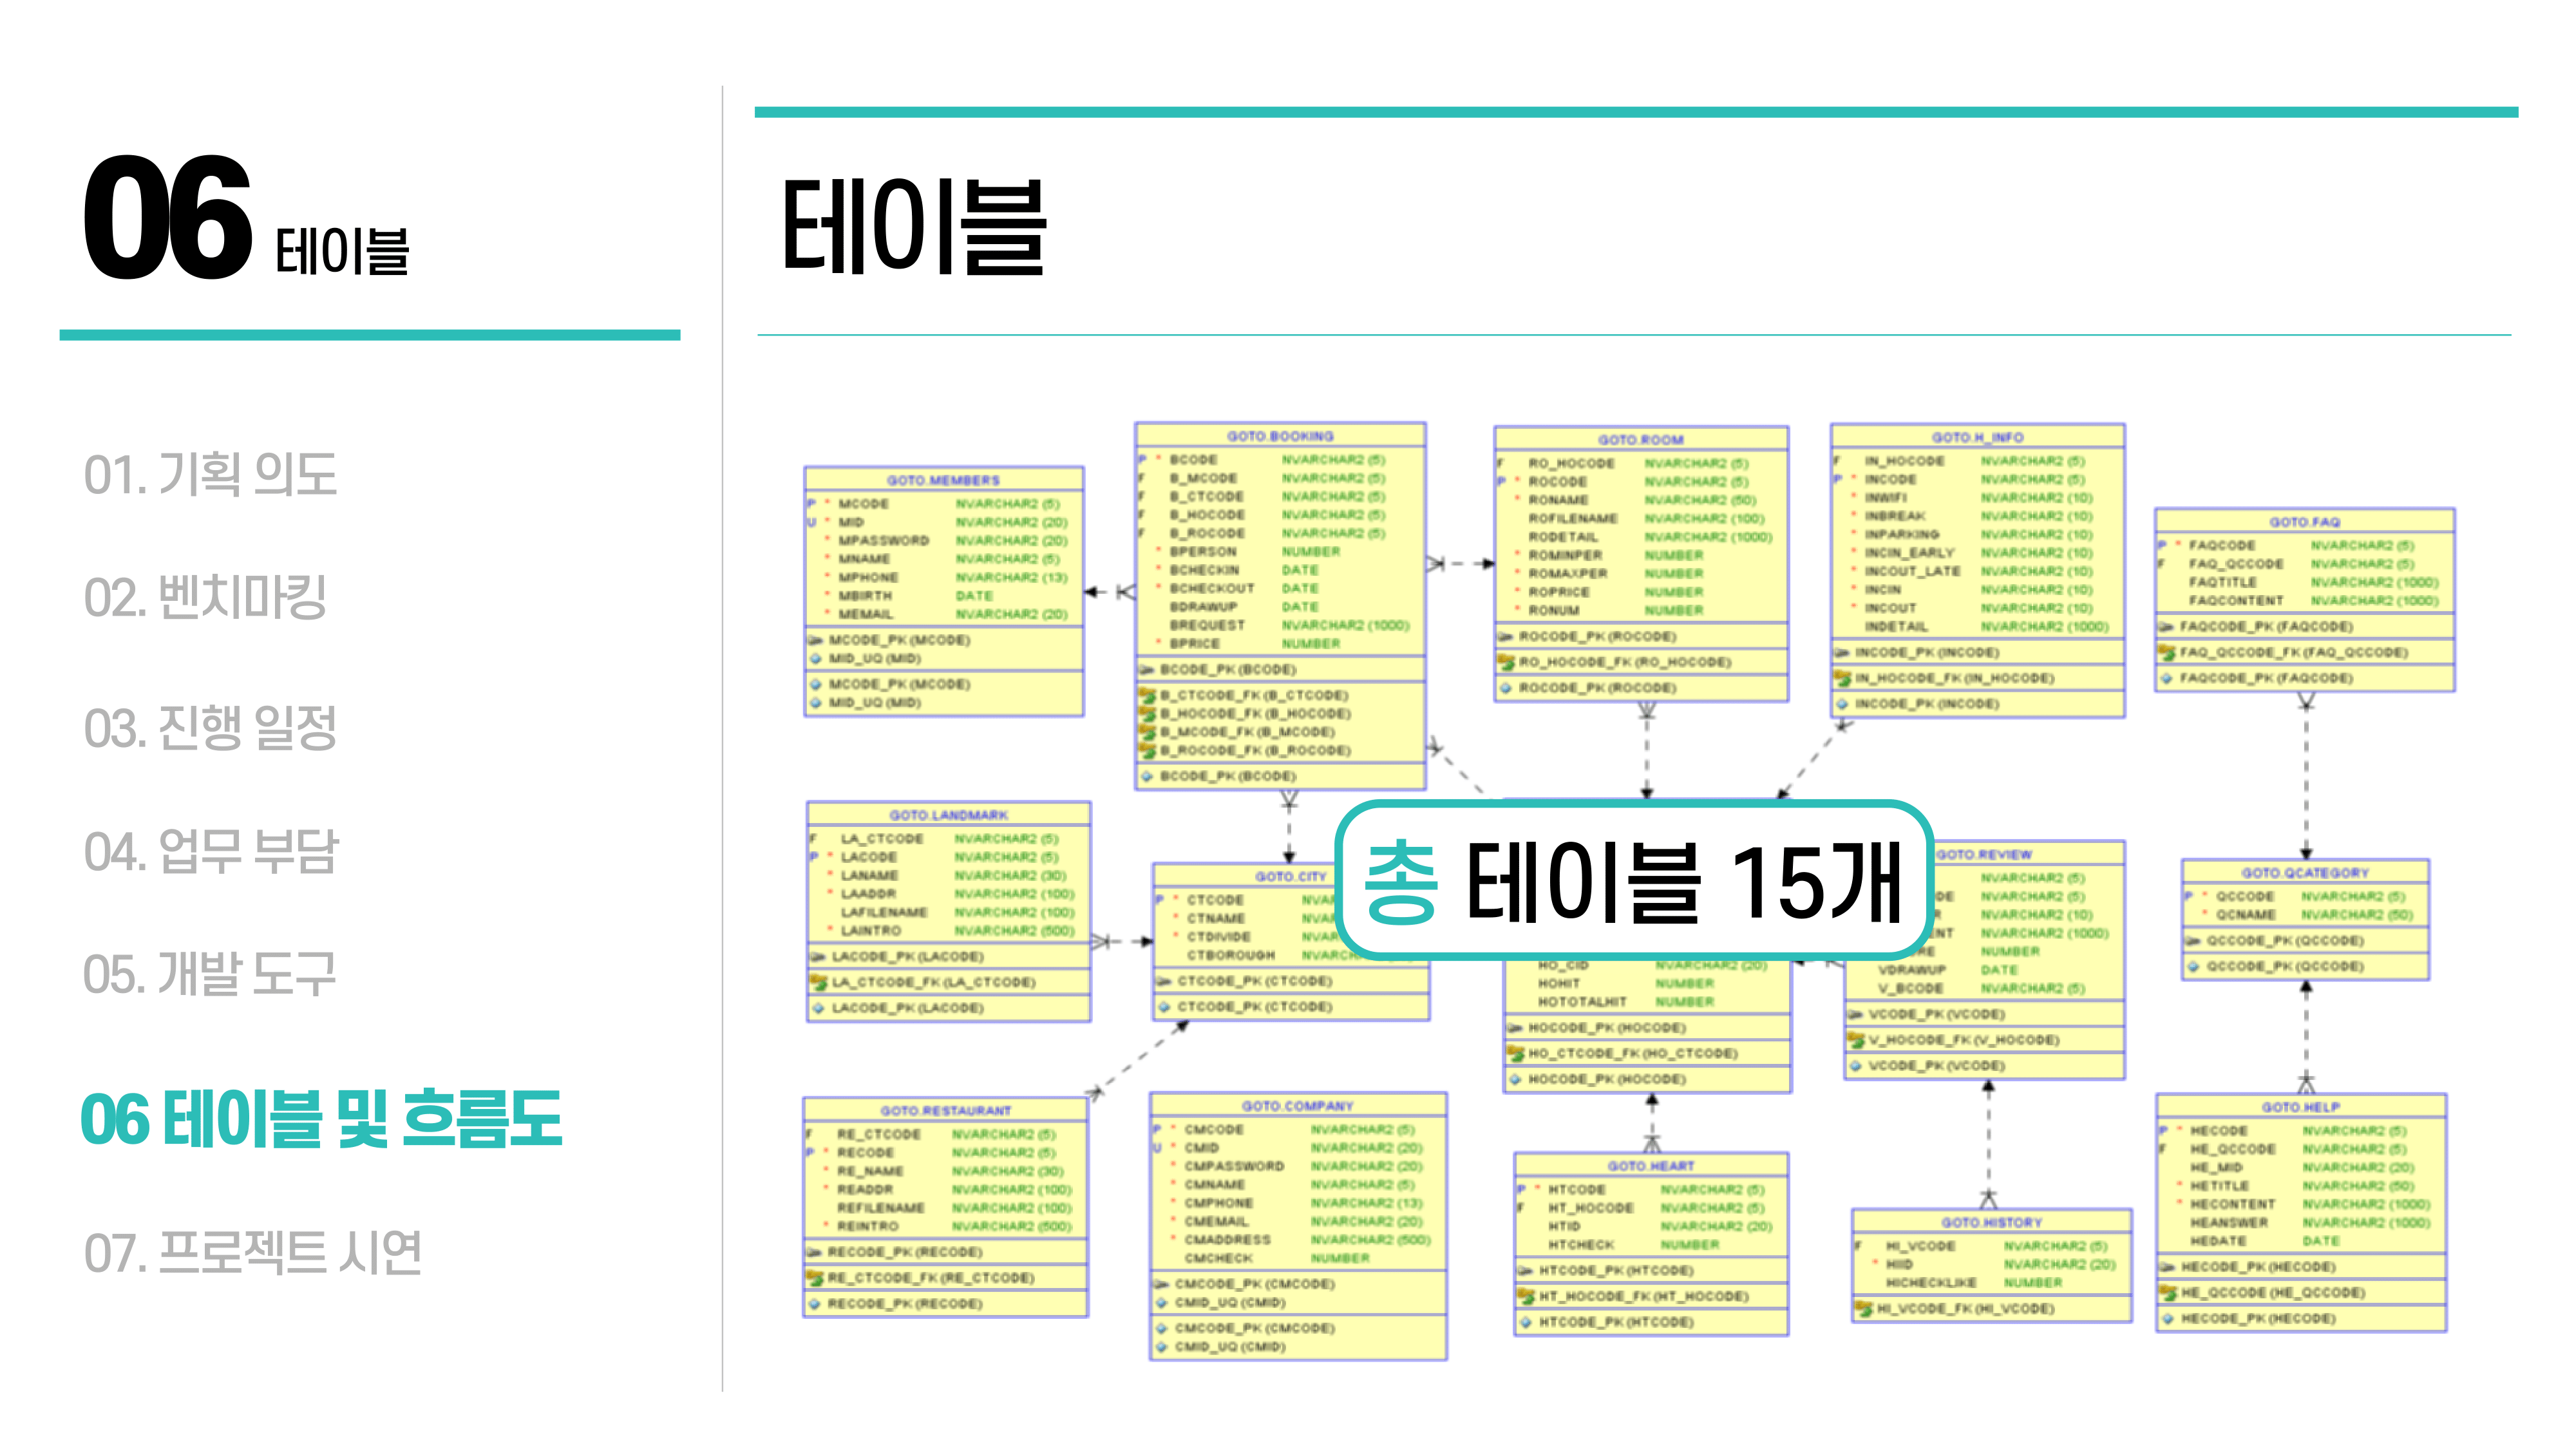 06 테이블
01. 기획 의도
02. 벤치마킹
03. 진행 일정
04. 업무 부담
05. 개발 도구
06 테이블 및 흐름도
07. 프로젝트 시연
테이블
GOTO.MEMBERS
P * MCODE NVARCHAR2 (5)
U * MID NVARCHAR2 (20)
* MPASSWORD NVARCHAR2 (20)
* MNAME NVARCHAR2 (5)
* MPHONE NVARCHAR2 (13)
* MBIRTH DATE
* MEMAIL NVARCHAR2 (20)
MCODE_PK (MCODE)
MID_UQ (MID)
MCODE_PK (MCODE)
MID_UQ (MID)
GOTO.BOOKING
P * BCODE NVARCHAR2 (5)
F B_MCODE NVARCHAR2 (5)
F B_CTCODE NVARCHAR2 (5)
F B_HOCODE NVARCHAR2 (5)
F B_ROCODE NVARCHAR2 (5)
* BPERSON NUMBER
* BCHECKIN DATE
* BCHECKOUT DATE
BDRAWUP DATE
BREQUEST NVARCHAR2 (1000)
* BPRICE NUMBER
BCODE_PK (BCODE)
B_CTCODE_FK (B_CTCODE)
B_HOCODE_FK (B_HOCODE)
B_MCODE_FK (B_MCODE)
B_ROCODE_FK (B_ROCODE)
BCODE_PK (BCODE)
GOTO.ROOM
F RO_HOCODE NVARCHAR2 (5)
P * ROCODE NVARCHAR2 (5)
* RONAME NVARCHAR2 (50)
ROFILENAME NVARCHAR2 (100)
RODETAIL NVARCHAR2 (1000)
* ROMINPER NUMBER
* ROMAXPER NUMBER
* ROPRICE NUMBER
* RONUM NUMBER
ROCODE_PK (ROCODE)
RO_HOCODE_FK (RO_HOCODE)
ROCODE_PK (ROCODE)
GOTO.H_INFO
F IN_HOCODE NVARCHAR2 (5)
P * INCODE NVARCHAR2 (5)
* INWIFI NVARCHAR2 (10)
* INBREAK NVARCHAR2 (10)
* INPARKING NVARCHAR2 (10)
* INCIN_EARLY NVARCHAR2 (10)
* INCOUT_LATE NVARCHAR2 (10)
* INCIN NVARCHAR2 (10)
* INCOUT NVARCHAR2 (10)
INDETAIL NVARCHAR2 (1000)
INCODE_PK (INCODE)
IN_HOCODE_FK (IN_HOCODE)
INCODE_PK (INCODE)
GOTO.FAQ
P * FAQCODE NVARCHAR2 (5)
F FAQ_QCCODE NVARCHAR2 (5)
FAQTITLE NVARCHAR2 (1000)
FAQCONTENT NVARCHAR2 (1000)
FAQCODE_PK (FAQCODE)
FAQ_QCCODE_FK (FAQ_QCCODE)
FAQCODE_PK (FAQCODE)
GOTO.LANDMARK
F LA_CTCODE NVARCHAR2 (5)
P * LACODE NVARCHAR2 (5)
* LANAME NVARCHAR2 (30)
* LAADDR NVARCHAR2 (100)
LAFILENAME NVARCHAR2 (100)
* LAINTRO NVARCHAR2 (500)
LACODE_PK (LACODE)
LA_CTCODE_FK (LA_CTCODE)
LACODE_PK (LACODE)
GOTO.CITY
P * CTCODE
* CTNAME
* CTDIVIDE
CTBOROUGH
CTCODE_PK (CTCODE)
CTCODE_PK (CTCODE)
총 테이블 15개
HO_CID NVARCHAR2 (20)
HOHIT NUMBER
HOTOTALHIT NUMBER
HOCODE_PK (HOCODE)
HO_CTCODE_FK (HO_CTCODE)
HOCODE_PK (HOCODE)
GOTO.REVIEW
NVARCHAR2 (5)
NVARCHAR2 (5)
NVARCHAR2 (10)
NVARCHAR2 (1000)
NUMBER
VDRAWUP DATE
V_BCODE NVARCHAR2 (5)
VCODE_PK (VCODE)
V_HOCODE_FK (V_HOCODE)
VCODE_PK (VCODE)
GOTO.QCATEGORY
P * QCCODE NVARCHAR2 (5)
* QCNAME NVARCHAR2 (50)
QCCODE_PK (QCCODE)
QCCODE_PK (QCCODE)
GOTO.RESTAURANT
F RE_CTCODE NVARCHAR2 (5)
P * RECODE NVARCHAR2 (5)
* RE_NAME NVARCHAR2 (30)
* READDR NVARCHAR2 (100)
REFILENAME NVARCHAR2 (100)
* REINTRO NVARCHAR2 (500)
RECODE_PK (RECODE)
RE_CTCODE_FK (RE_CTCODE)
RECODE_PK (RECODE)
GOTO.COMPANY
P * CMCODE NVARCHAR2 (5)
U * CMID NVARCHAR2 (20)
* CMPASSWORD NVARCHAR2 (20)
* CMNAME NVARCHAR2 (5)
* CMPHONE NVARCHAR2 (13)
* CMEMAIL NVARCHAR2 (20)
* CMADDRESS NVARCHAR2 (500)
CMCHECK NUMBER
CMCODE_PK (CMCODE)
CMID_UQ (CMID)
CMCODE_PK (CMCODE)
CMID_UQ (CMID)
GOTO.HEART
P * HTCODE NVARCHAR2 (5)
F HT_HOCODE NVARCHAR2 (5)
HTID NVARCHAR2 (20)
HTCHECK NUMBER
HTCODE_PK (HTCODE)
HT_HOCODE_FK (HT_HOCODE)
HTCODE_PK (HTCODE)
GOTO.HISTORY
F HI_VCODE NVARCHAR2 (5)
* HIID NVARCHAR2 (20)
HICHECKLIKE NUMBER
HI_VCODE_FK (HI_VCODE)
GOTO.HELP
P * HECODE NVARCHAR2 (5)
F HE_QCCODE NVARCHAR2 (5)
HE_MID NVARCHAR2 (20)
* HETITLE NVARCHAR2 (50)
* HECONTENT NVARCHAR2 (1000)
HEANSWER NVARCHAR2 (1000)
HEDATE DATE
HECODE_PK (HECODE)
HE_QCCODE (HE_QCCODE)
HECODE_PK (HECODE)